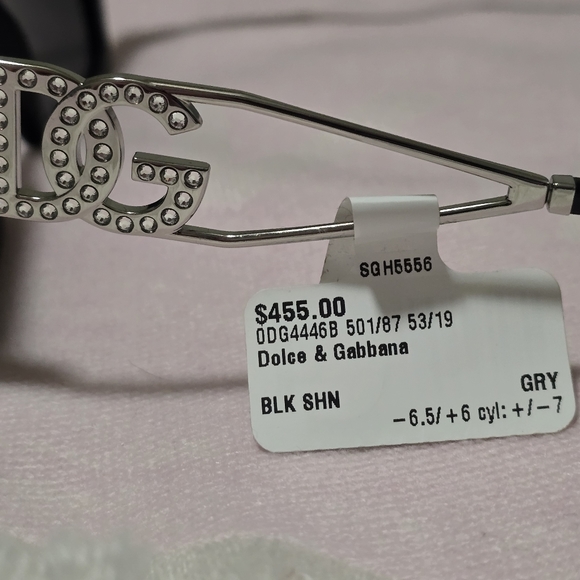 DG
SGH5556
$455.00
0DG4446B 501/87 53/19
Dolce & Gabbana
BLK SHN
GRY
-6.5/+6 cyl: +/-7